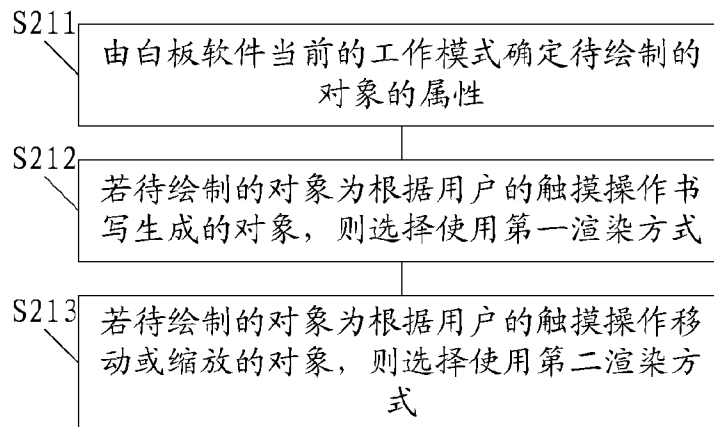 S211
由白板软件当前的工作模式确定待绘制的
对象的属性
S212
若待绘制的对象为根据用户的触摸操作书
写生成的对象，则选择使用第一渲染方式
S213
若待绘制的对象为根据用户的触摸操作移
动或缩放的对象，则选择使用第二渲染方
式